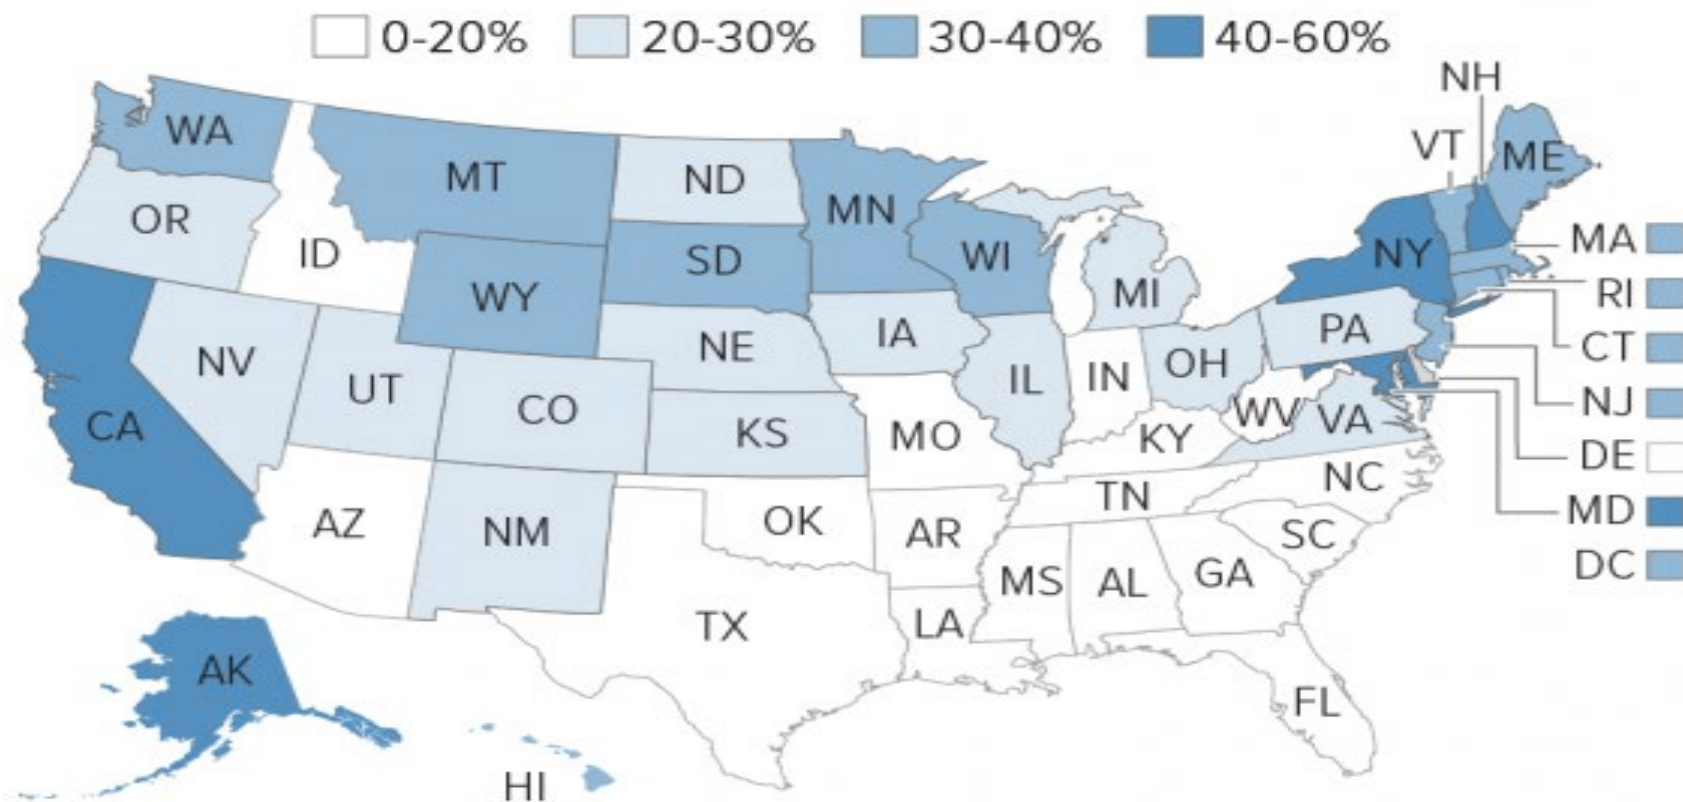 0-20% 20-30% 30-40% 40-60%
NH
VT
ME
WA
MT
ND
MN
OR
ID
SD
WI
NY
MA
WY
MI
RI
NV
NE
IA
PA
CT
UT
CO
IL
IN
OH
NJ
CA
KS
MO
KY
WV
VA
DE
AZ
NM
OK
AR
TN
NC
MD
SC
MS
AL
GA
DC
TX
LA
AK
FL
HI